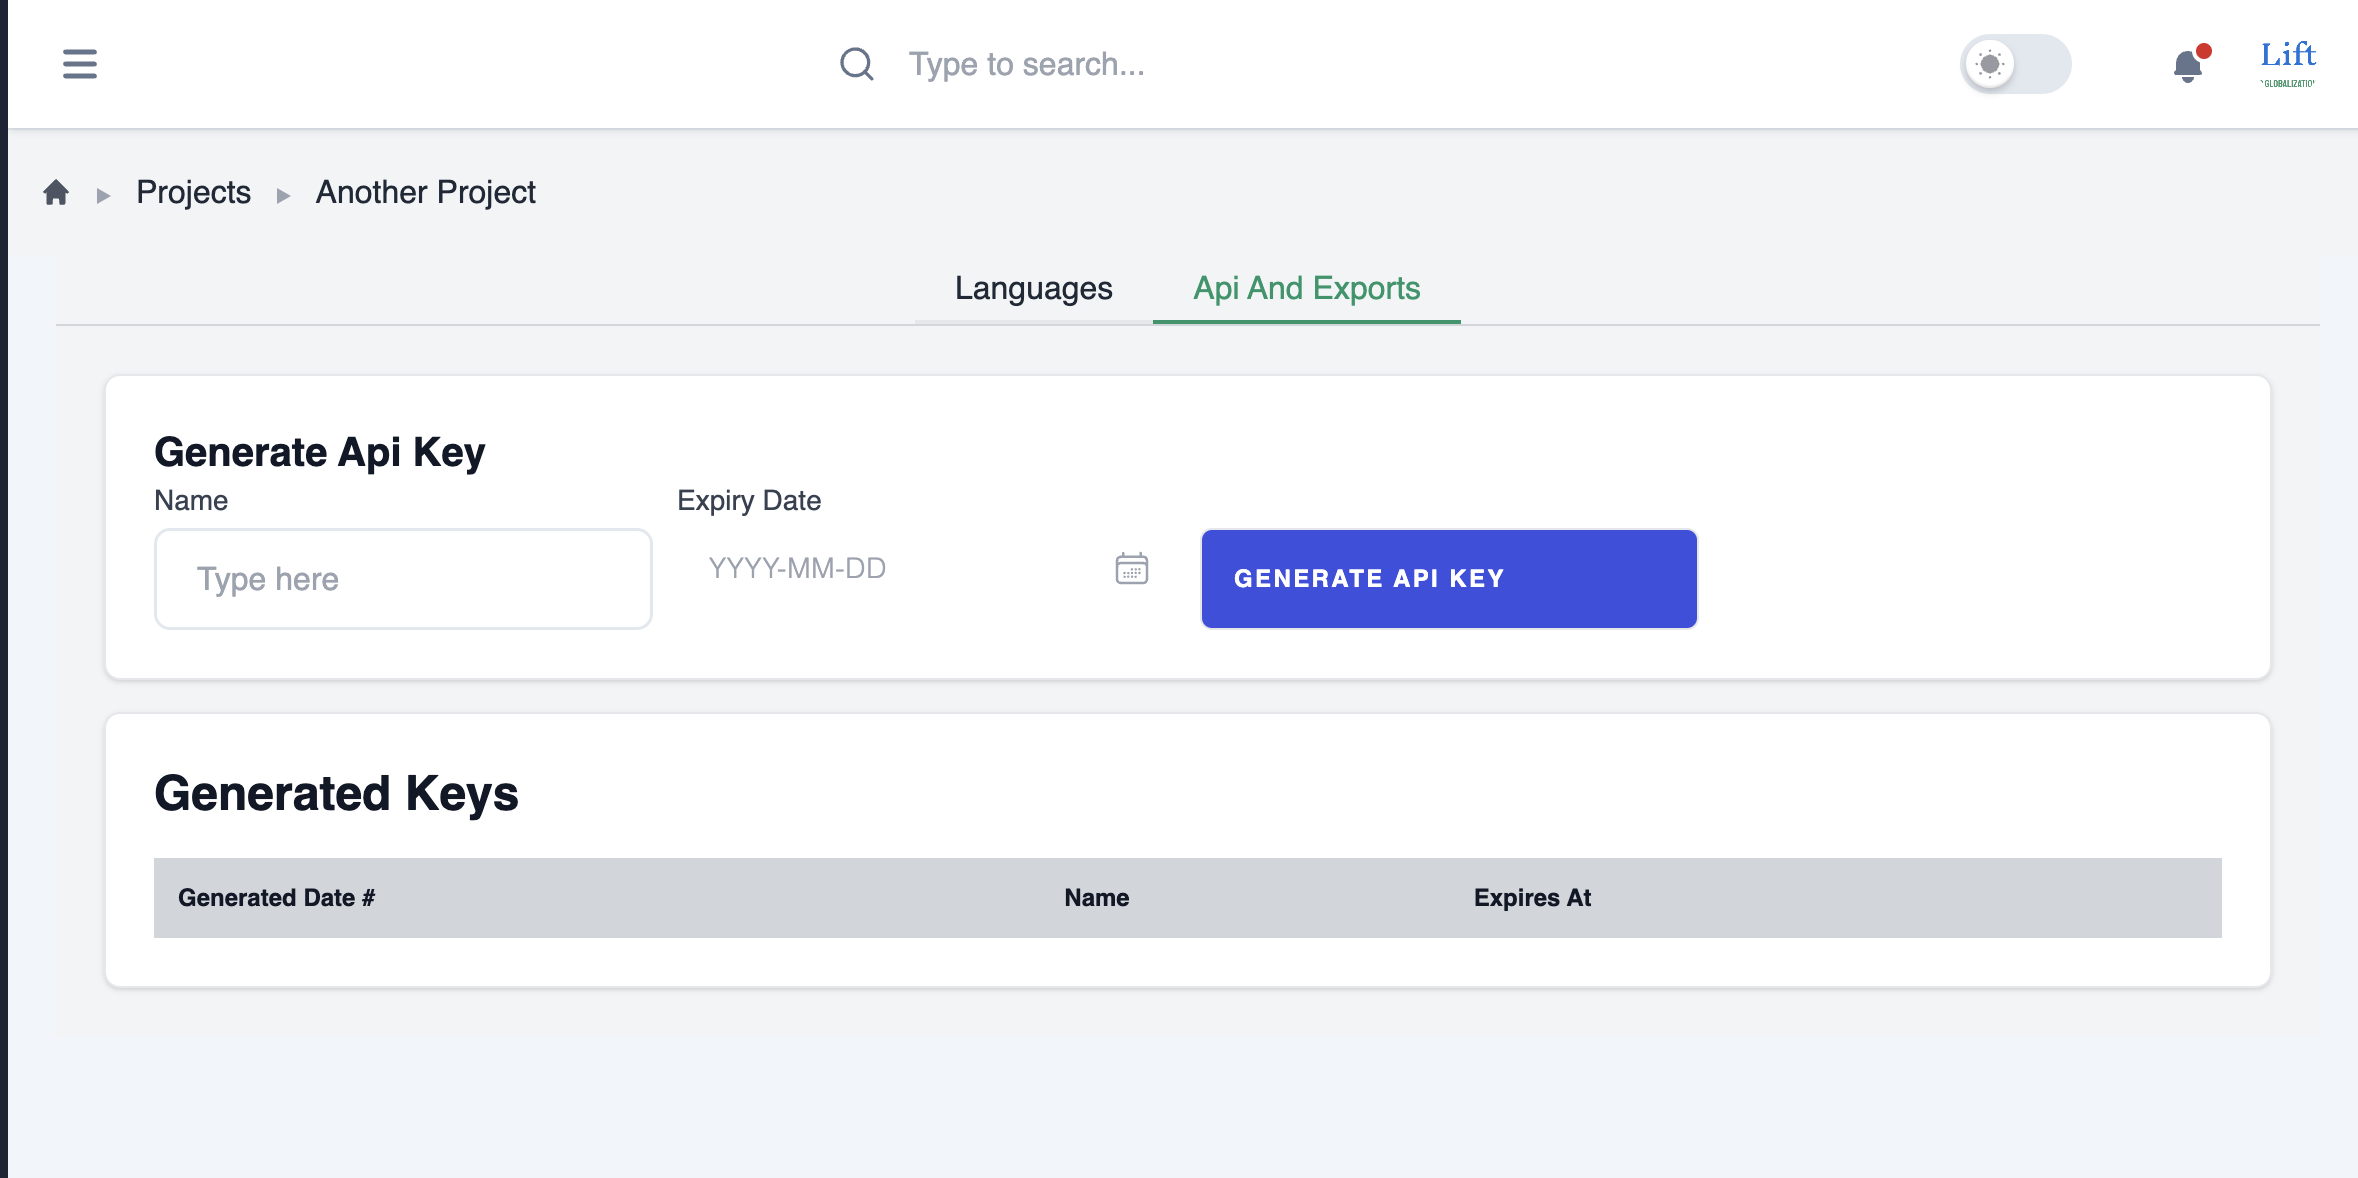 Type to search...
Lift
GLOBALIZATION
Projects
Another Project
Languages
Api And Exports
Generate Api Key
Name
Expiry Date
Type here
YYYY-MM-DD
GENERATE API KEY
Generated Keys
Generated Date #
Name
Expires At